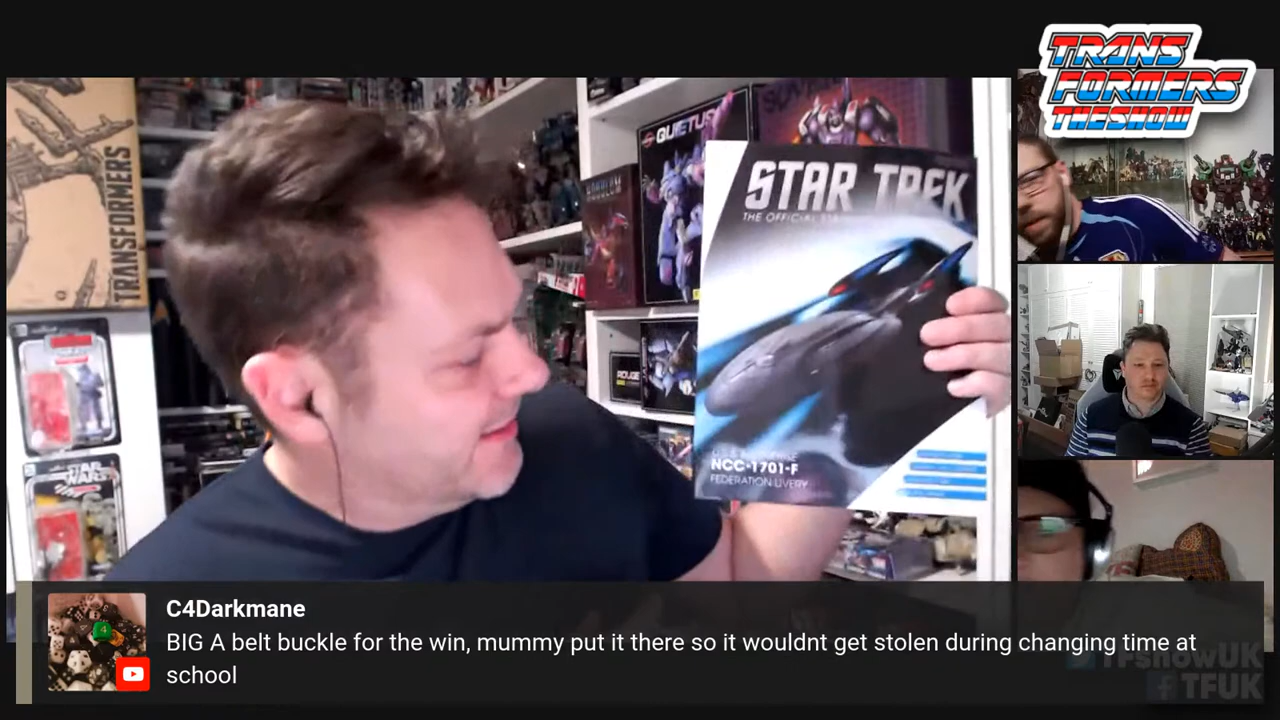 TRANS
FORMERS
THE SHOW
TRANSFORMERS
QUIETUS
STAR TREK
THE OFFICIAL
NCC-1701-F
FEDERATION LIVERY
ROUGE
STAR
WARS
C4Darkmane
BIG A belt buckle for the win, mummy put it there so it wouldnt get stolen during changing time at
school
TFshowUK
TFUK